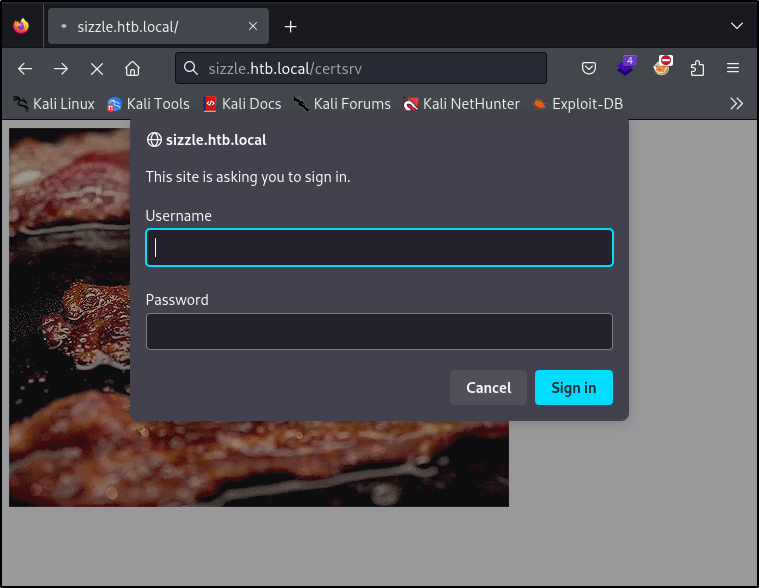 sizzle.htb.local/
sizzle.htb.local/certsrv
4
Kali Linux Kali Tools Kali Docs Kali Forums Kali NetHunter Exploit-DB
sizzle.htb.local
This site is asking you to sign in.
Username
Password
Cancel Sign in